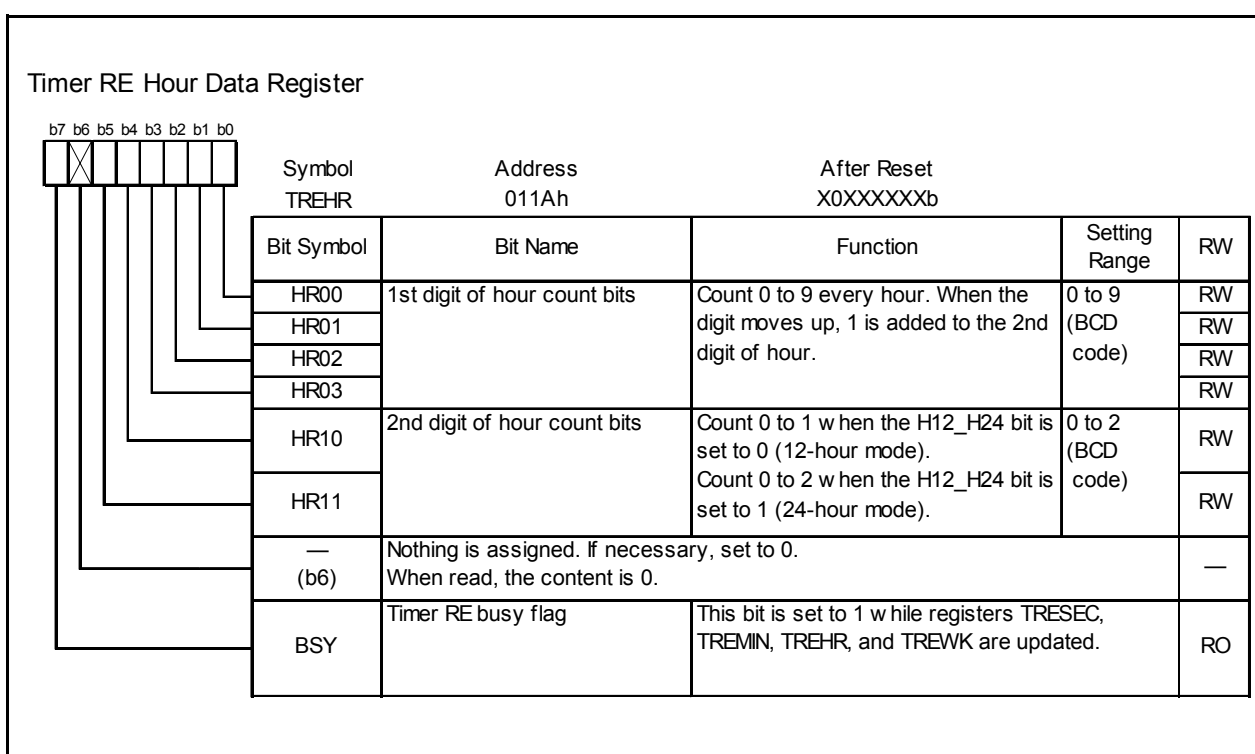 Timer RE Hour Data Register
b7 b6 b5 b4 b3 b2 b1 b0
Symbol Address After Reset
TREHR 011Ah X0XXXXXXb
Bit Symbol Bit Name Function Setting Range RW
HR00 1st digit of hour count bits Count 0 to 9 every hour. When the 0 to 9 RW
HR01 digit moves up, 1 is added to the 2nd (BCD RW
HR02 digit of hour. code) RW
HR03 RW
HR10 2nd digit of hour count bits Count 0 to 1 w hen the H12_H24 bit is 0 to 2 RW
set to 0 (12-hour mode). (BCD
HR11 Count 0 to 2 w hen the H12_H24 bit is code) RW
set to 1 (24-hour mode).
— Nothing is assigned. If necessary, set to 0. —
(b6) When read, the content is 0.
BSY Timer RE busy flag This bit is set to 1 w hile registers TRESEC, RO
TREMIN, TREHR, and TREWK are updated.